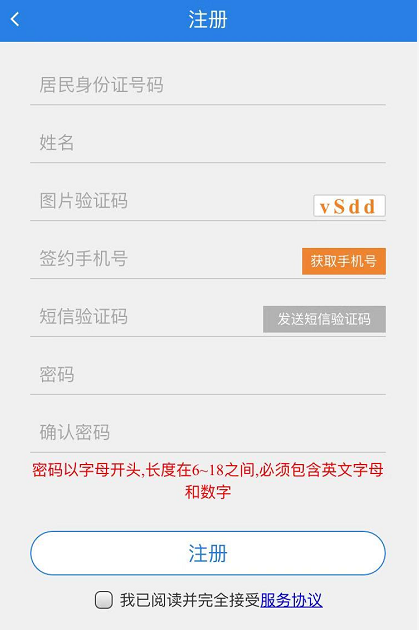 注册
居民身份证号码
姓名
图片验证码 vSdd
签约手机号 获取手机号
短信验证码 发送短信验证码
密码
确认密码
密码以字母开头,长度在6~18之间,必须包含英文字母
和数字
注册
我已阅读并完全接受服务协议